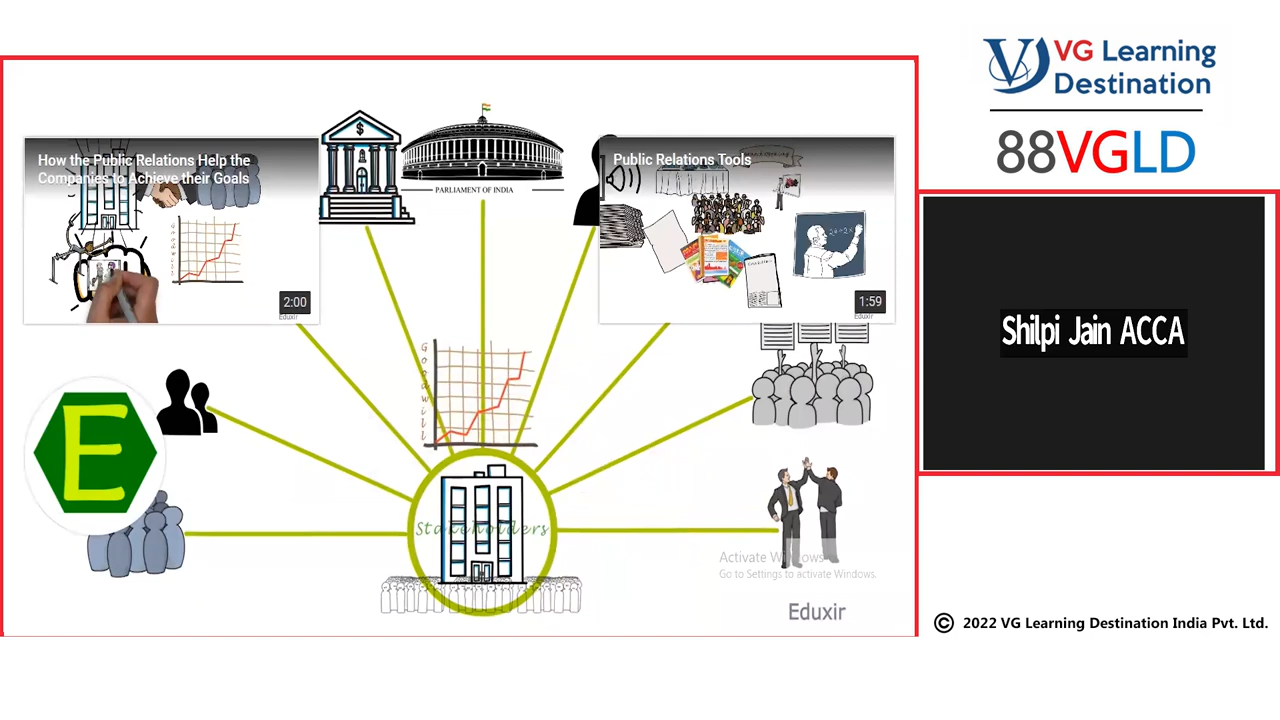 How the Public Relations Help the
Companies to Achieve their Goals
2:00
Eduxir
$
PARLIAMENT OF INDIA
Public Relations Tools
1:59
Eduxir
Goodwill
Goodwill
E
Stakeholders
Activate Windows
Go to Settings to activate Windows.
Eduxir
VG Learning
Destination
88VGLD
Shilpi Jain ACCA
© 2022 VG Learning Destination India Pvt. Ltd.